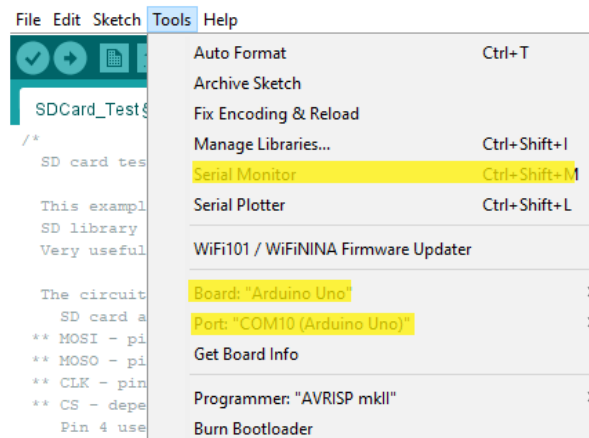 File Edit Sketch Tools Help
Auto Format Ctrl+T
Archive Sketch
SDCard_Test§
Fix Encoding & Reload
/*
Manage Libraries... Ctrl+Shift+I
SD card tes
Serial Monitor Ctrl+Shift+M
This exampl
Serial Plotter Ctrl+Shift+L
SD library
Very useful
WiFi101 / WiFiNINA Firmware Updater
The circuit
Board: "Arduino Uno"
SD card a
Port: "COM10 (Arduino Uno)"
** MOSI - pi
** MOSO - pi
Get Board Info
** CLK - pin
** CS - depe
Programmer: "AVRISP mkII"
Pin 4 use
Burn Bootloader